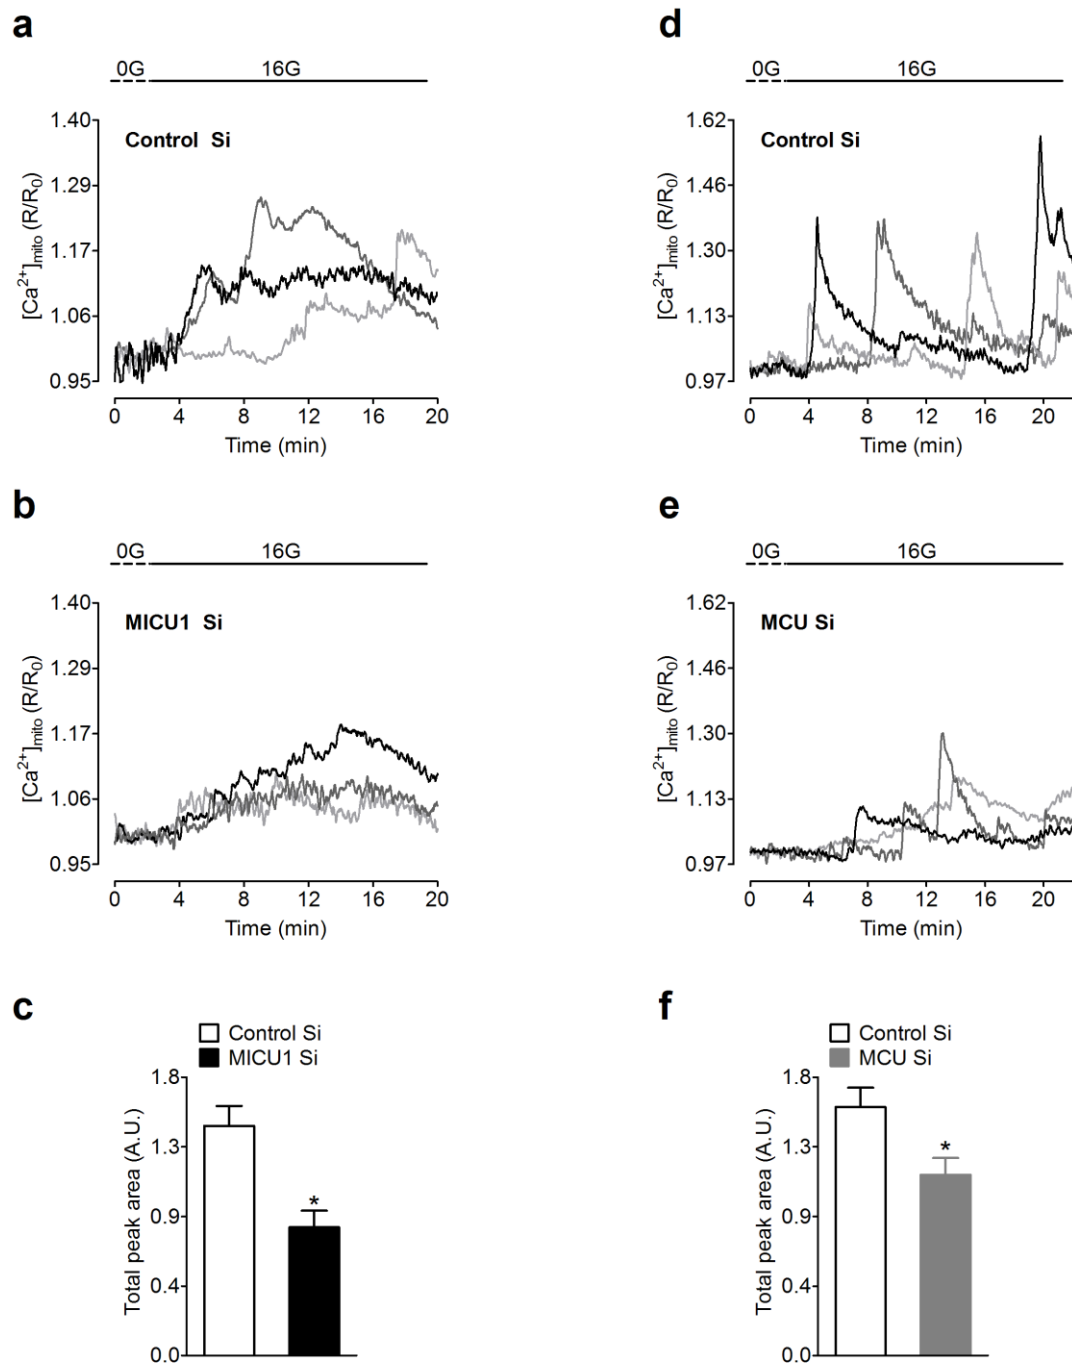 a
0G 16G
Control Si
[Ca2+]mito (R/R0)
1.40
1.29
1.17
1.06
0.95
0 4 8 12 16 20
Time (min)
b
0G 16G
MICU1 Si
[Ca2+]mito (R/R0)
1.40
1.29
1.17
1.06
0.95
0 4 8 12 16 20
Time (min)
c
Control Si
MICU1 Si
Total peak area (A.U.)
1.8
1.3
0.9
0.4
0.0
*
d
0G 16G
Control Si
[Ca2+]mito (R/R0)
1.62
1.46
1.30
1.13
0.97
0 4 8 12 16 20
Time (min)
e
0G 16G
MCU Si
[Ca2+]mito (R/R0)
1.62
1.46
1.30
1.13
0.97
0 4 8 12 16 20
Time (min)
f
Control Si
MCU Si
Total peak area (A.U.)
1.8
1.3
0.9
0.4
0.0
*